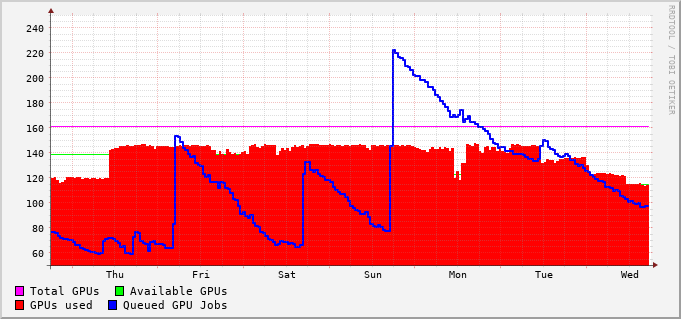 RRDTOOL / TOBI OETIKER
240
220
200
180
160
140
120
100
80
60
Thu Fri Sat Sun Mon Tue Wed
Total GPUs Available GPUs
GPUs used Queued GPU Jobs